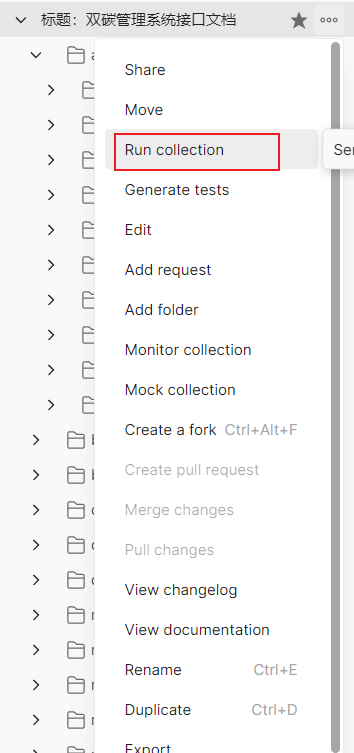 标题：双碳管理系统接口文档
Share
Move
Run collection
Generate tests
Edit
Add request
Add folder
Monitor collection
Mock collection
Create a fork Ctrl+Alt+F
Create pull request
Merge changes
Pull changes
View changelog
View documentation
Rename Ctrl+E
Duplicate Ctrl+D
Export